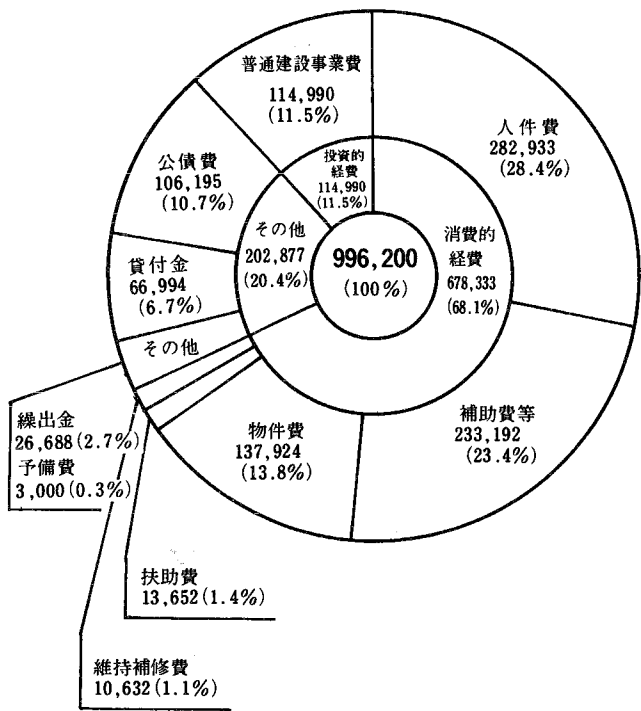 普通建設事業費
114,990
(11.5%)
人件費
282,933
(28.4%)
公債費
106,195
(10.7%)
投資的
経費
114,990
(11.5%)
その他
202,877
(20.4%)
996,200
(100%)
消費的
経費
678,333
(68.1%)
貸付金
66,994
(6.7%)
その他
補助費等
233,192
(23.4%)
物件費
137,924
(13.8%)
繰出金
26,688(2.7%)
予備費
3,000(0.3%)
扶助費
13,652(1.4%)
維持補修費
10,632(1.1%)